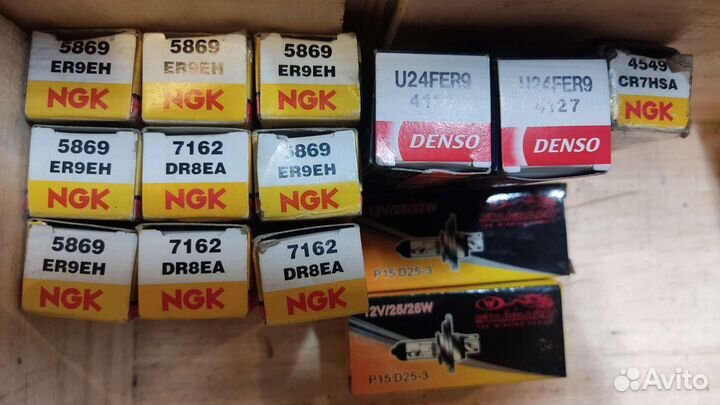 5869
ER9EH
NGK
5869
ER9EH
NGK
5869
ER9EH
NGK
5869
ER9EH
NGK
7162
DR8EA
NGK
5869
ER9EH
NGK
5869
ER9EH
NGK
7162
DR8EA
NGK
7162
DR8EA
NGK
U24FER9
DENSO
U24FER9
4127
DENSO
4549
CR7HSA
NGK
12V/25/25W
P15 D25-3
12V/25/25W
THE WINNING
P15 D25-3
Avito